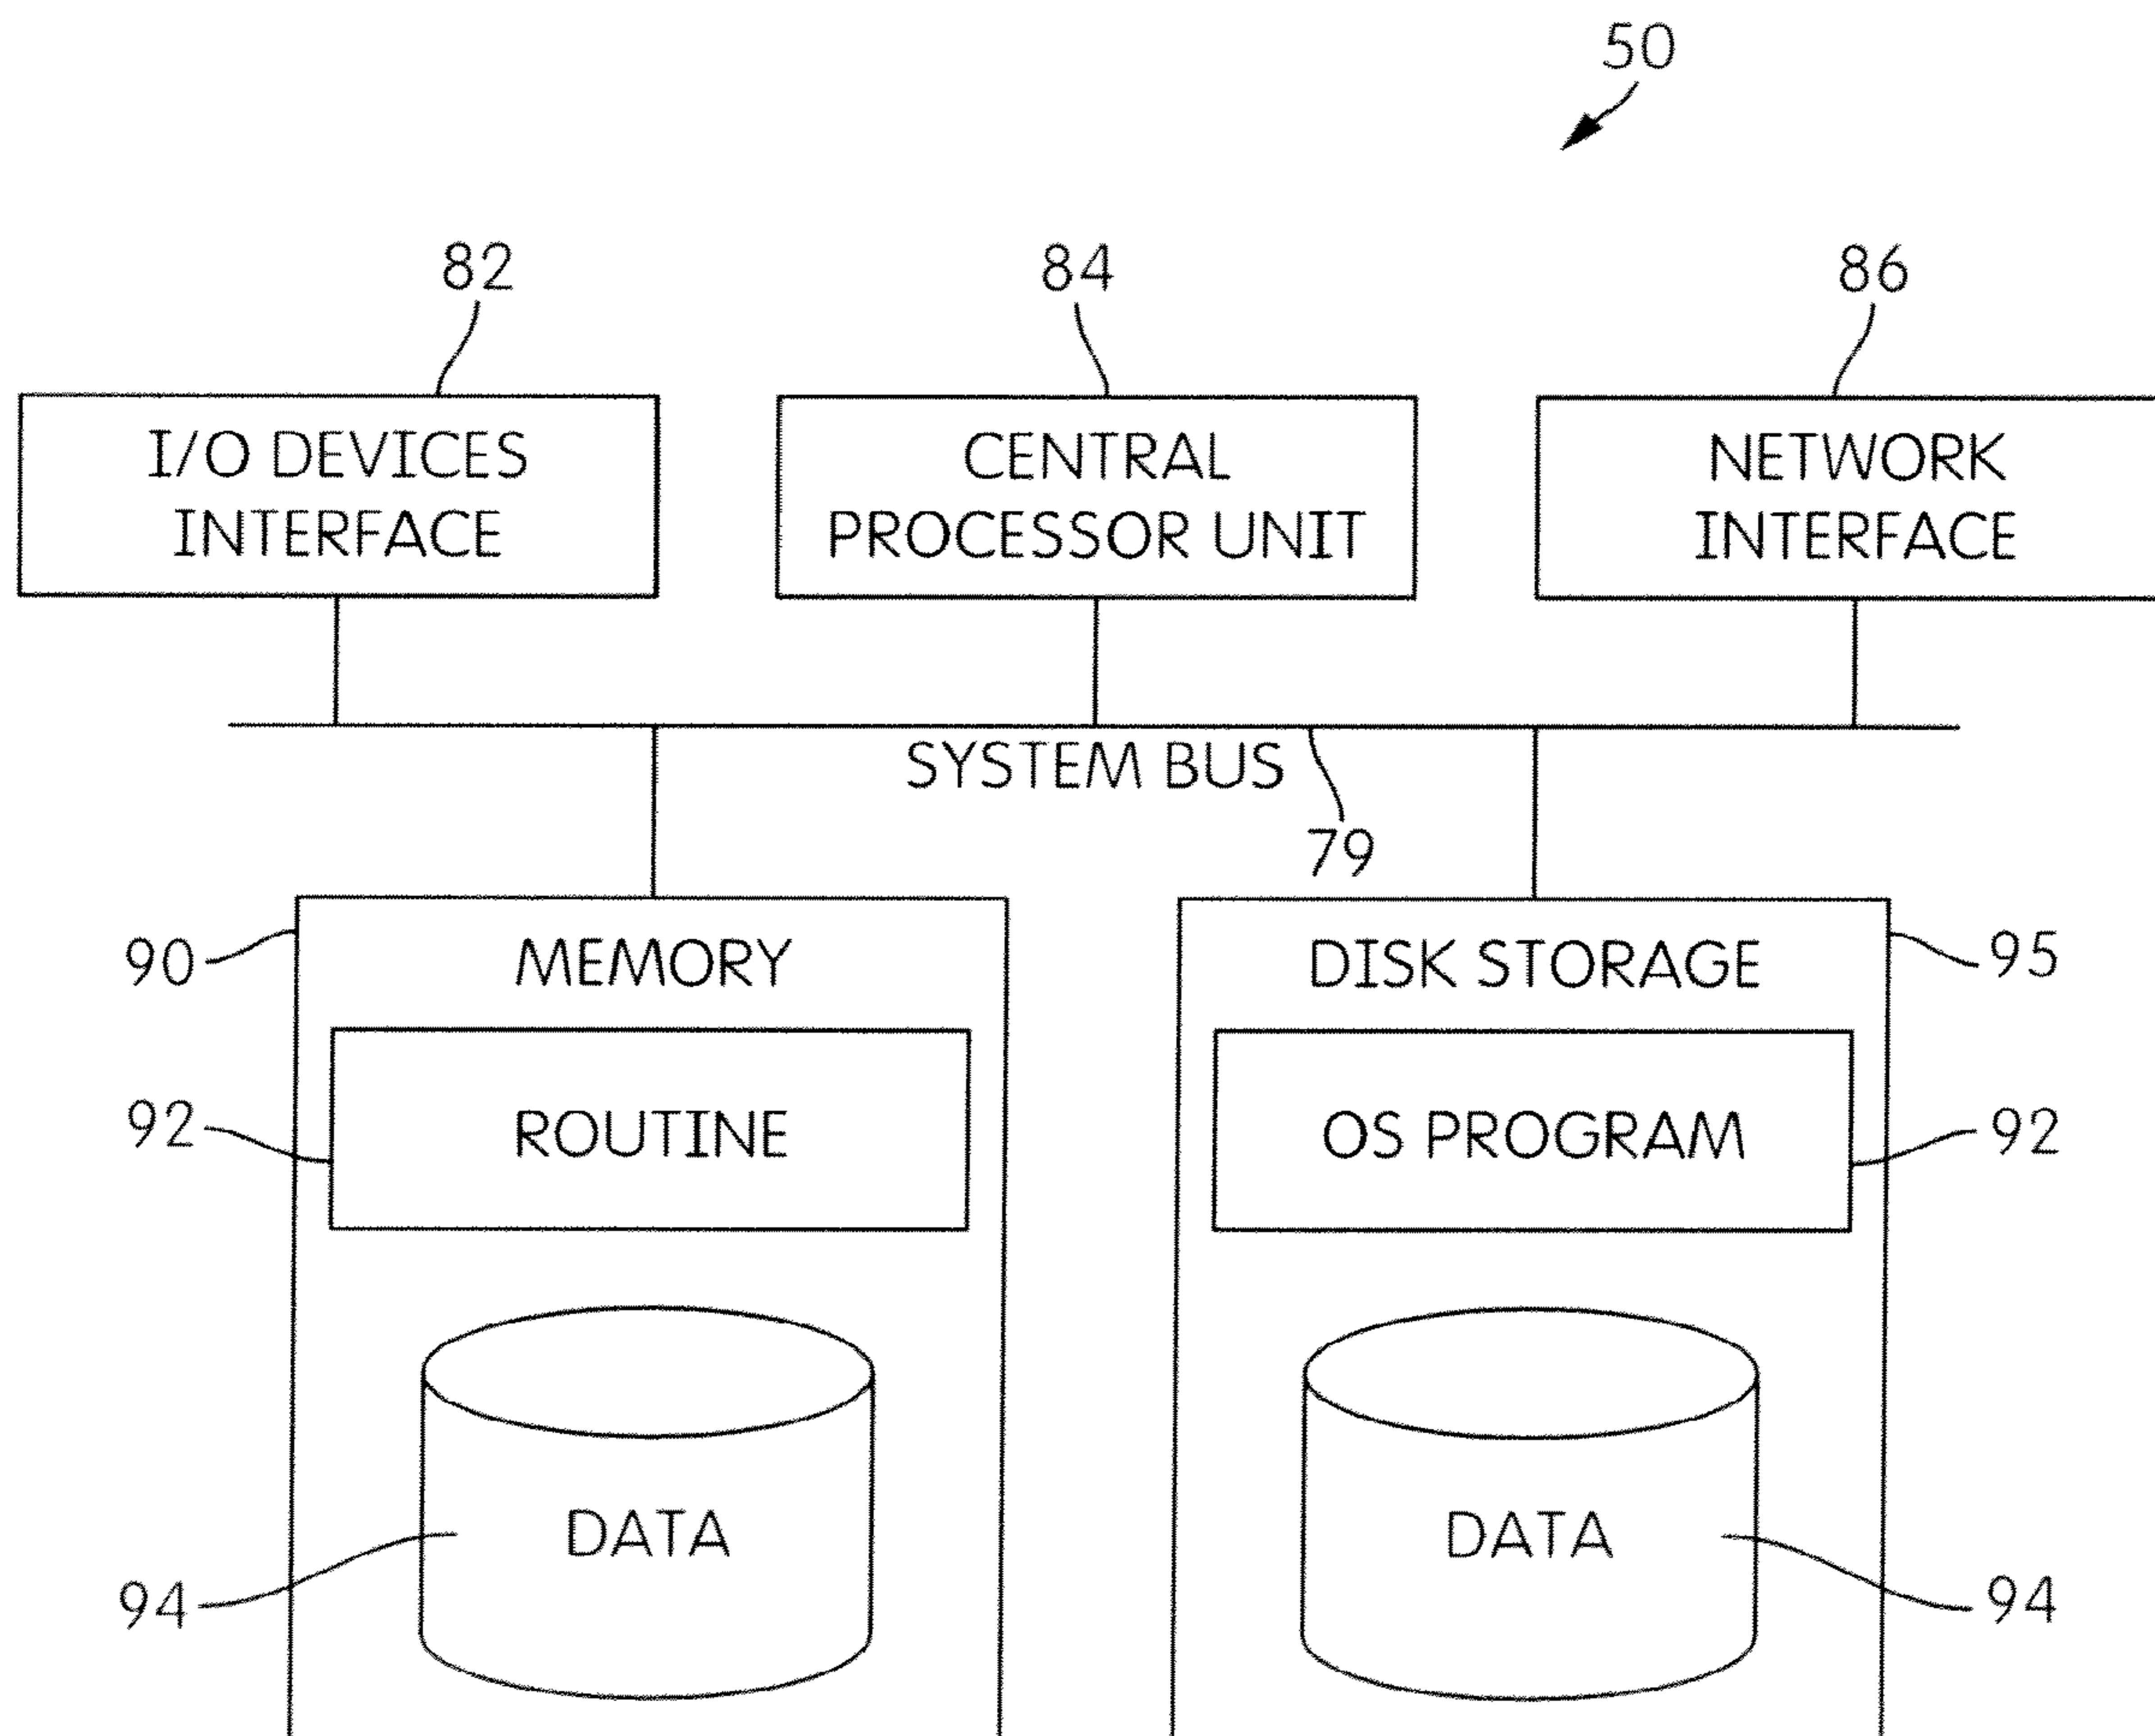 50
82
84
86
I/O DEVICES
INTERFACE
CENTRAL
PROCESSOR UNIT
NETWORK
INTERFACE
SYSTEM BUS
79
90
MEMORY
DISK STORAGE
95
92
ROUTINE
OS PROGRAM
92
DATA
DATA
94
94